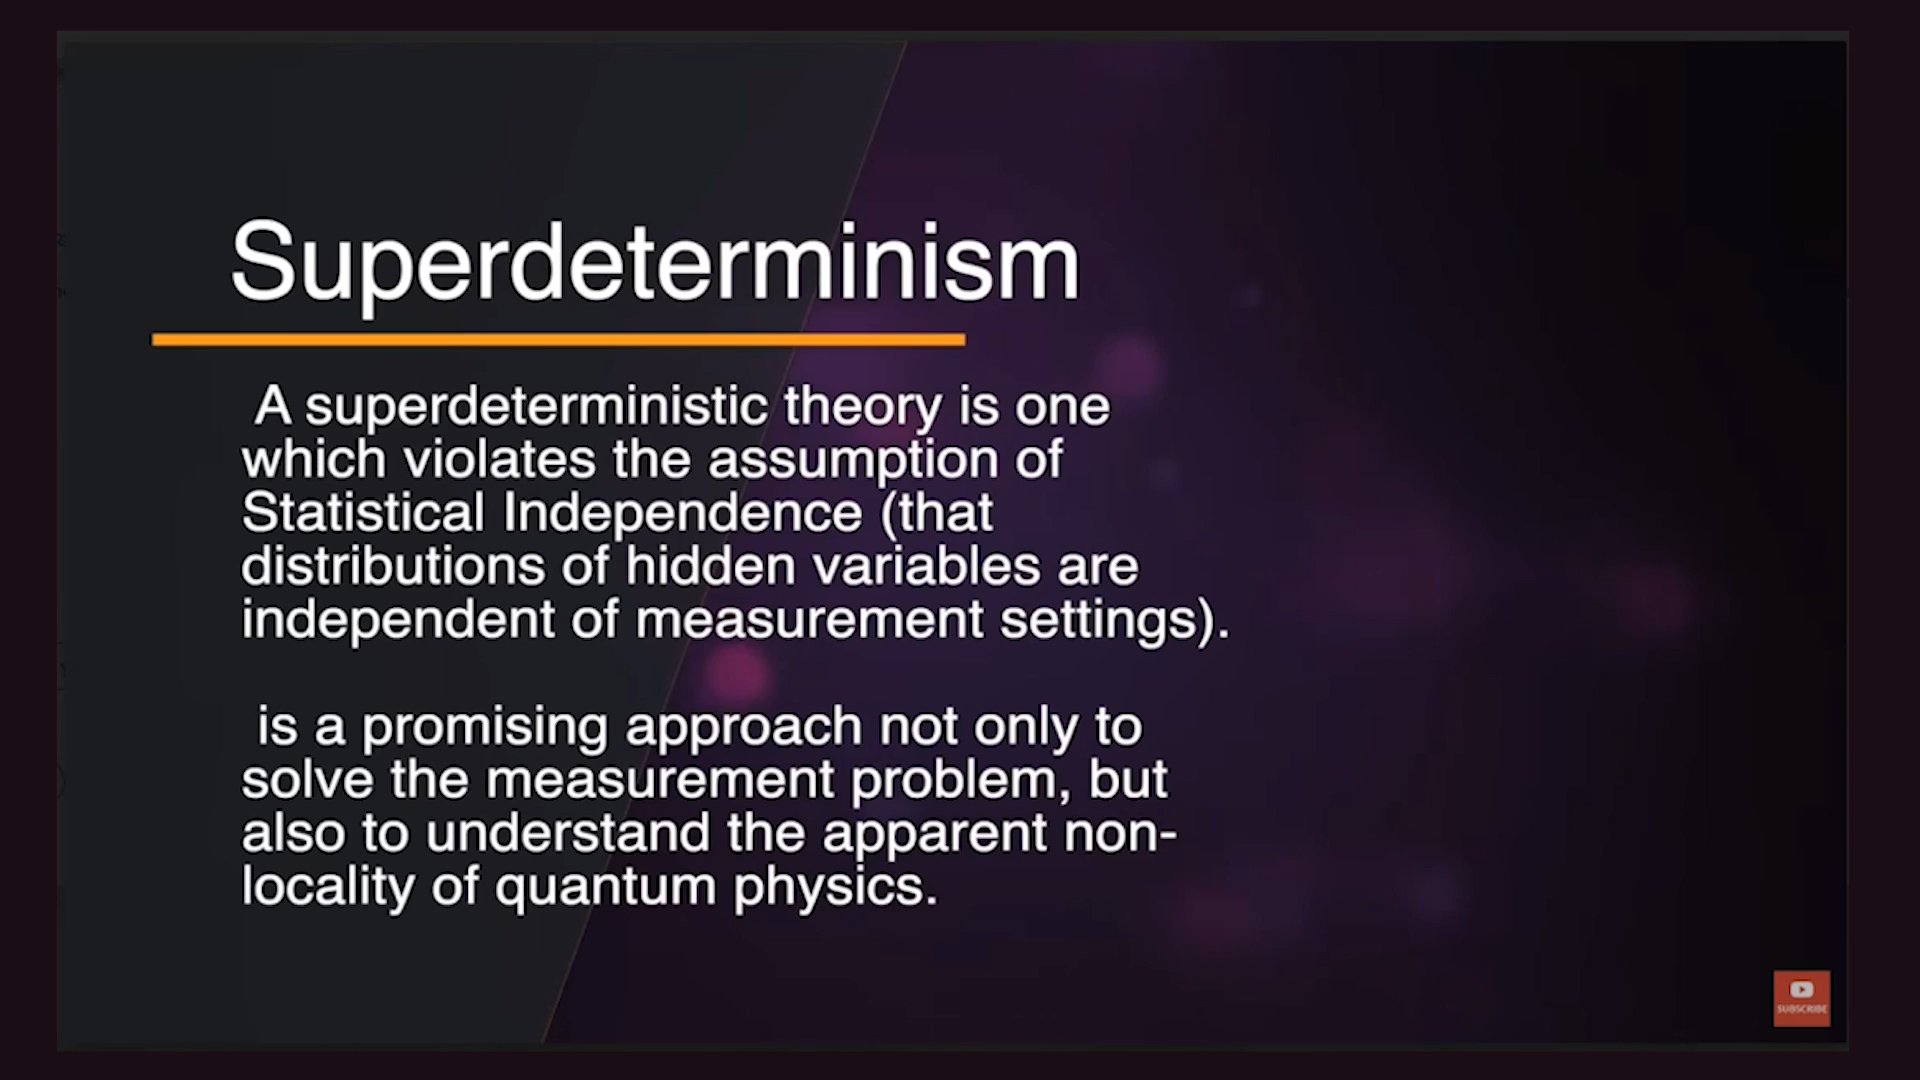 Superdeterminism
A superdeterministic theory is one
which violates the assumption of
Statistical Independence (that
distributions of hidden variables are
independent of measurement settings).
is a promising approach not only to
solve the measurement problem, but
also to understand the apparent non-
locality of quantum physics.
SUBSCRIBE